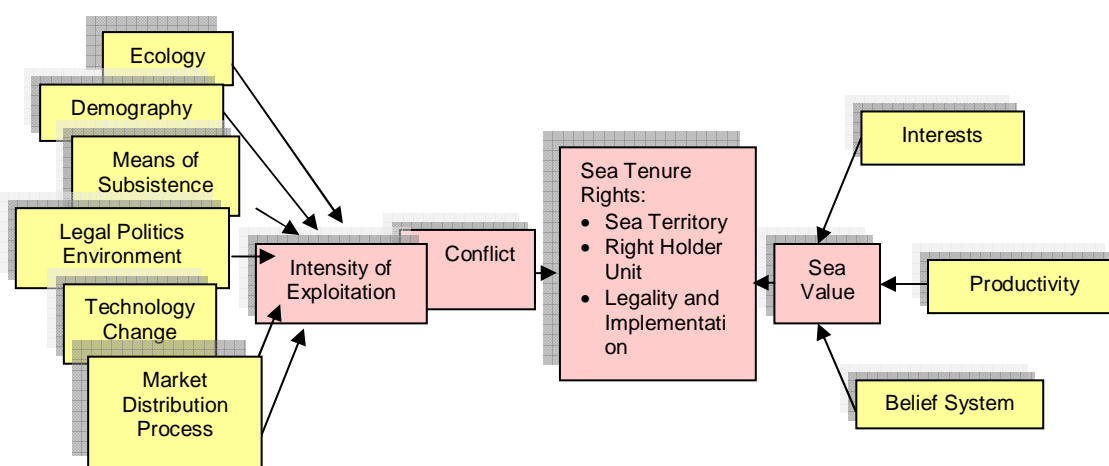 Ecology
Demography
Means of
Subsistence
Legal Politics
Environment
Technology
Change
Market
Distribution
Process
Intensity of
Exploitation
Conflict
Sea Tenure
Rights:
• Sea Territory
• Right Holder
Unit
• Legality and
Implementati
on
Sea
Value
Interests
Productivity
Belief System